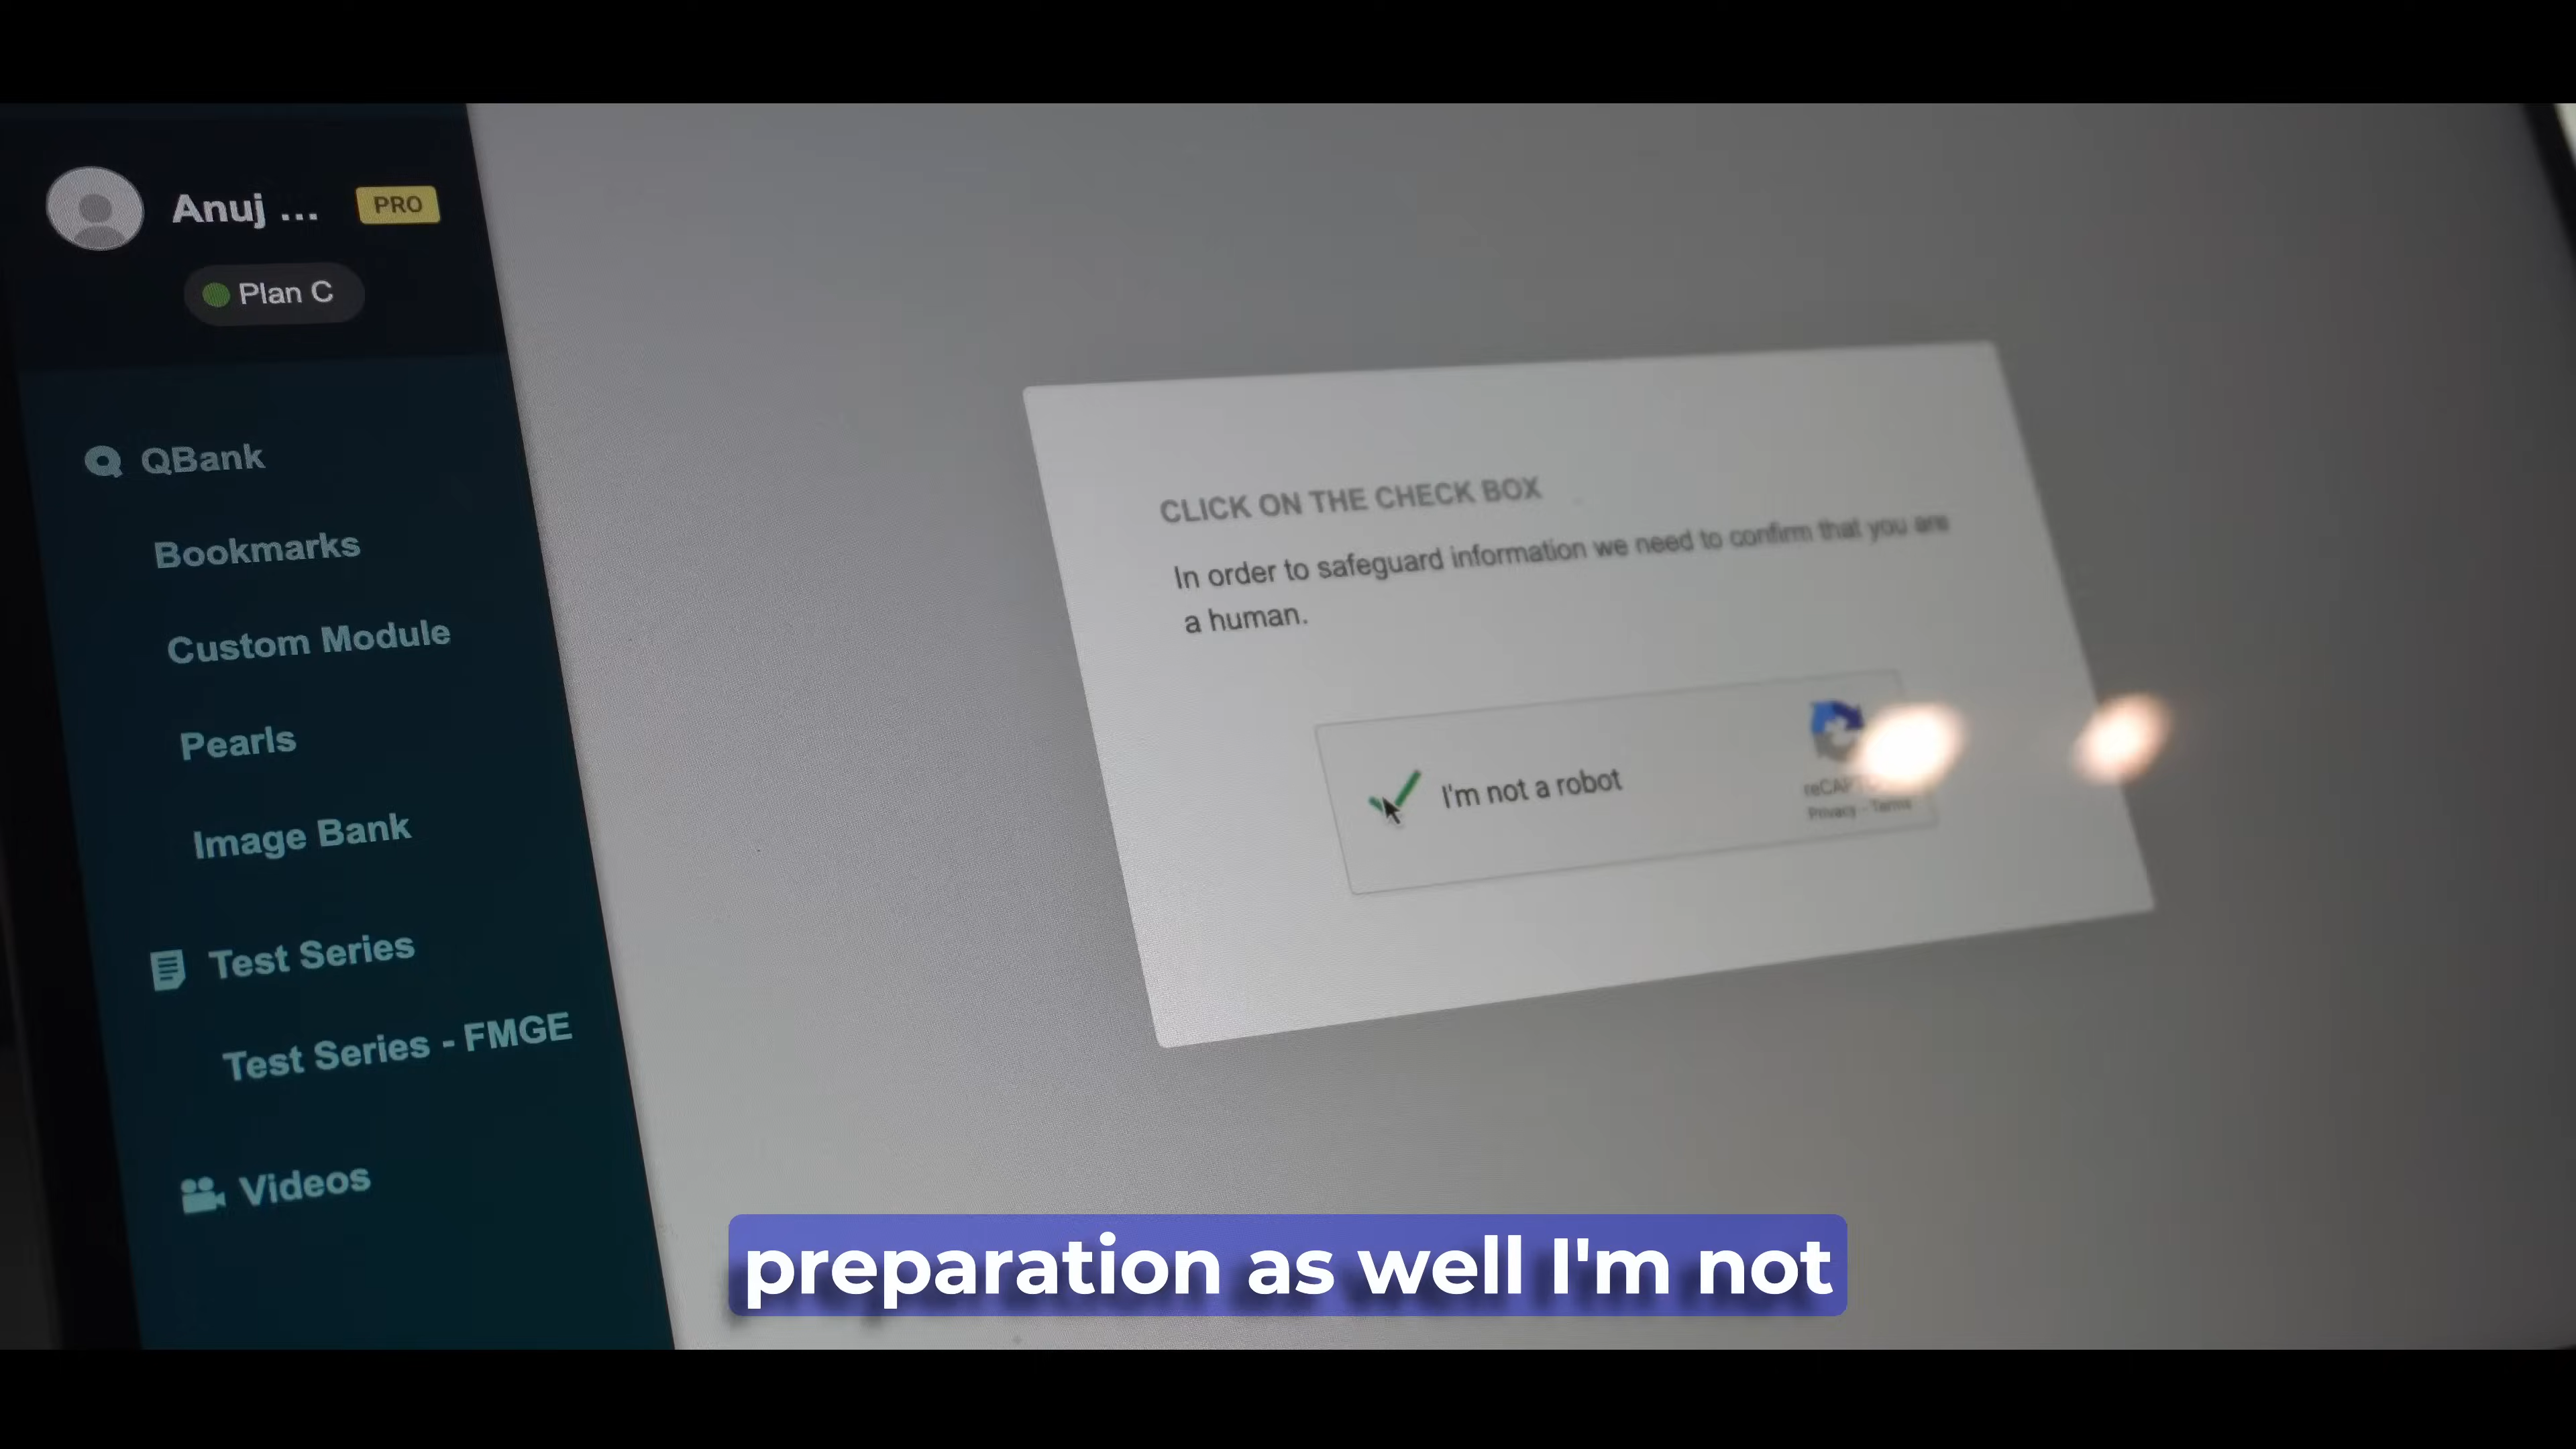 Anuj ...
PRO
Plan C
QBank
Bookmarks
Custom Module
Pearls
Image Bank
Test Series
Test Series - FMGE
Videos
CLICK ON THE CHECK BOX
In order to safeguard information we need to confirm that you are
a human.
I'm not a robot
Privacy - Terms
preparation as well I'm not